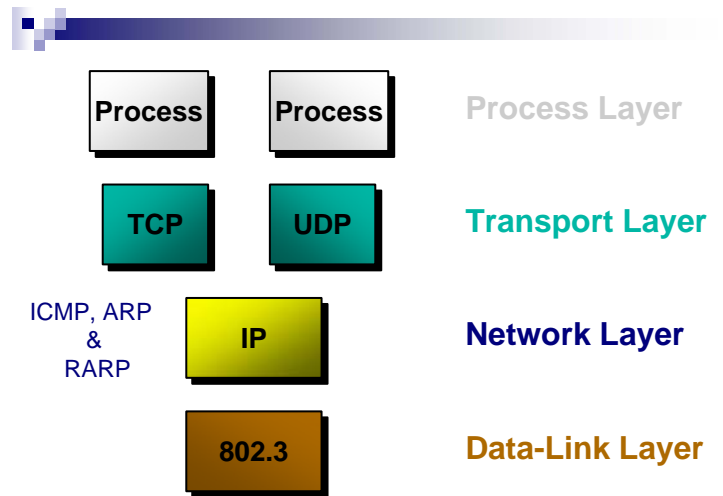 Process Process Process Layer
TCP UDP Transport Layer
ICMP, ARP
&
RARP
IP Network Layer
802.3 Data-Link Layer